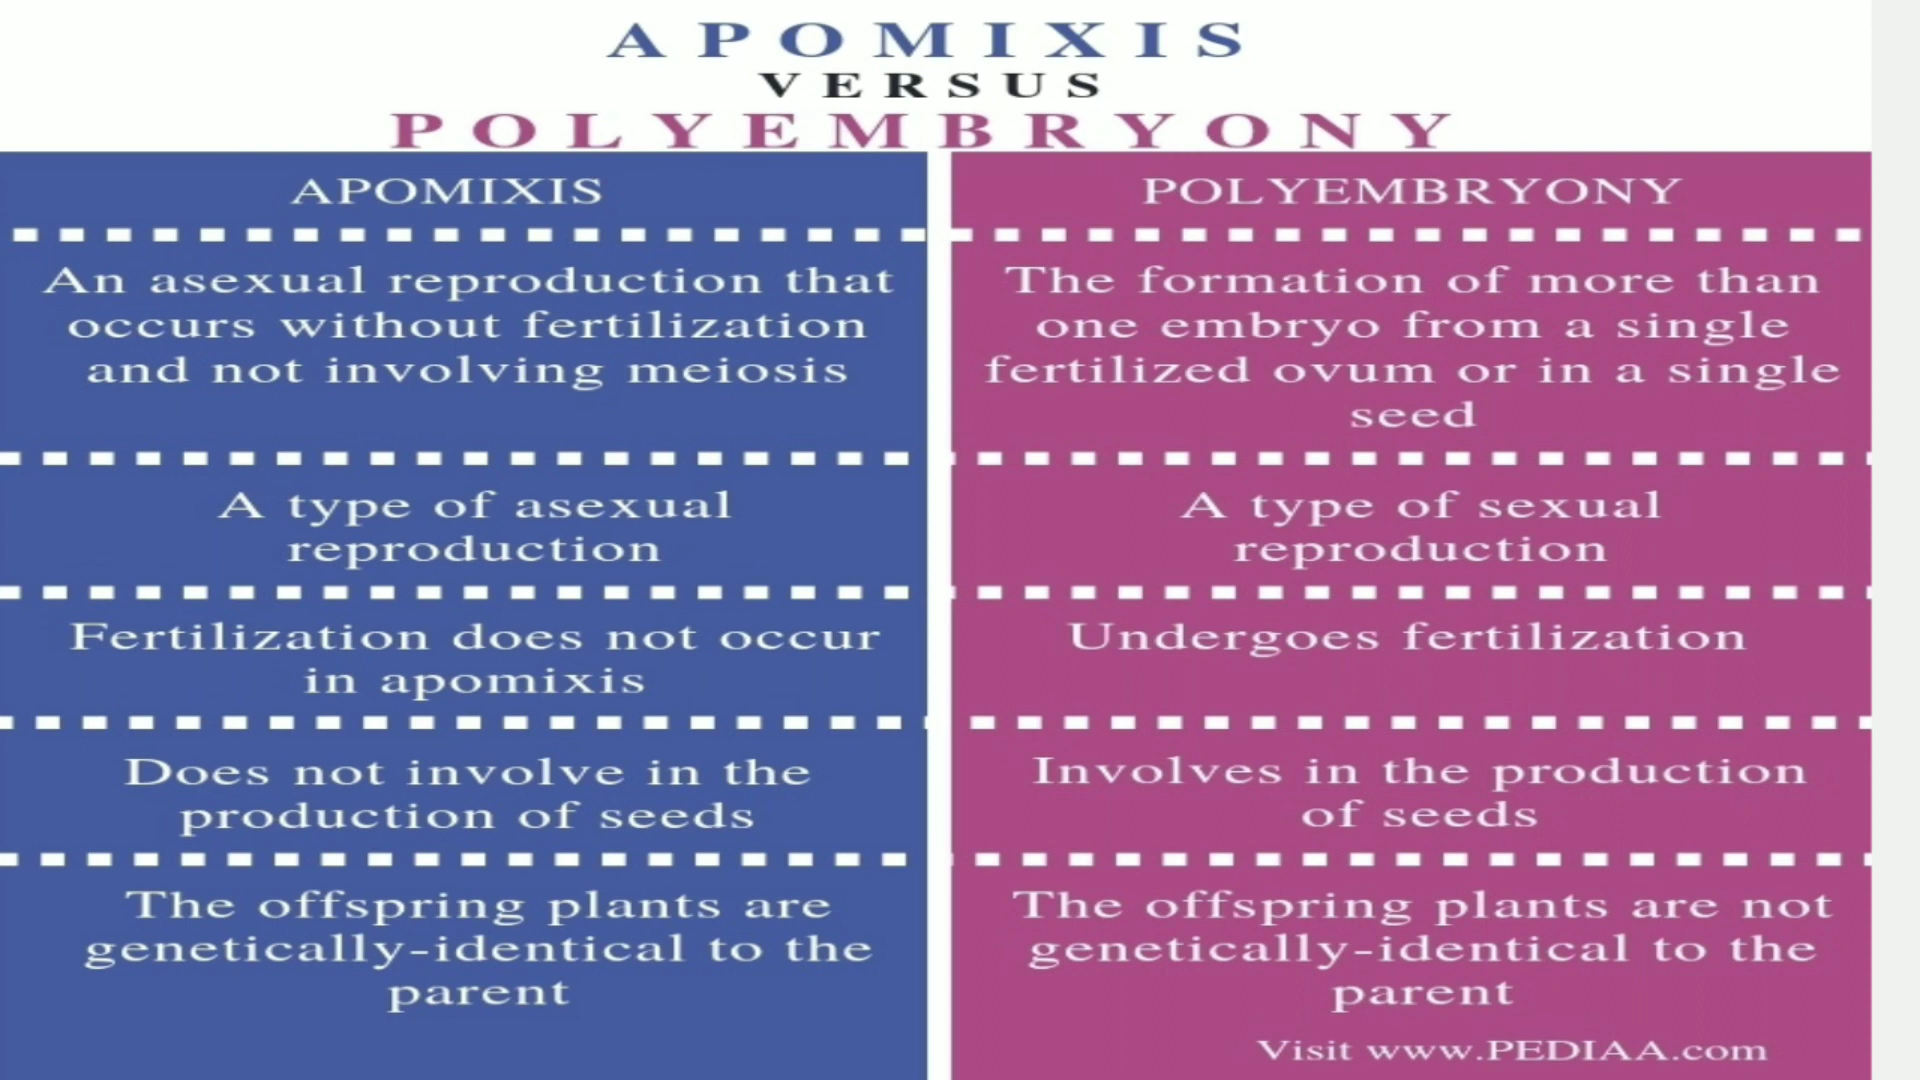 APOMIXIS
VERSUS
POLYEMBRYONY
APOMIXIS
An asexual reproduction that
occurs without fertilization
and not involving meiosis
A type of asexual
reproduction
Fertilization does not occur
in apomixis
Does not involve in the
production of seeds
The offspring plants are
genetically-identical to the
parent
POLYEMBRYONY
The formation of more than
one embryo from a single
fertilized ovum or in a single
seed
A type of sexual
reproduction
Undergoes fertilization
Involves in the production
of seeds
The offspring plants are not
genetically-identical to the
parent
Visit www.PEDIAA.com